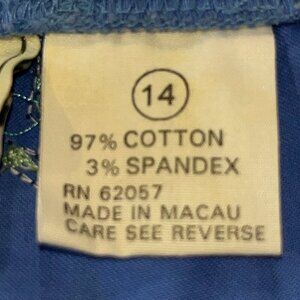 14
97% COTTON
3% SPANDEX
RN 62057
MADE IN MACAU
CARE SEE REVERSE